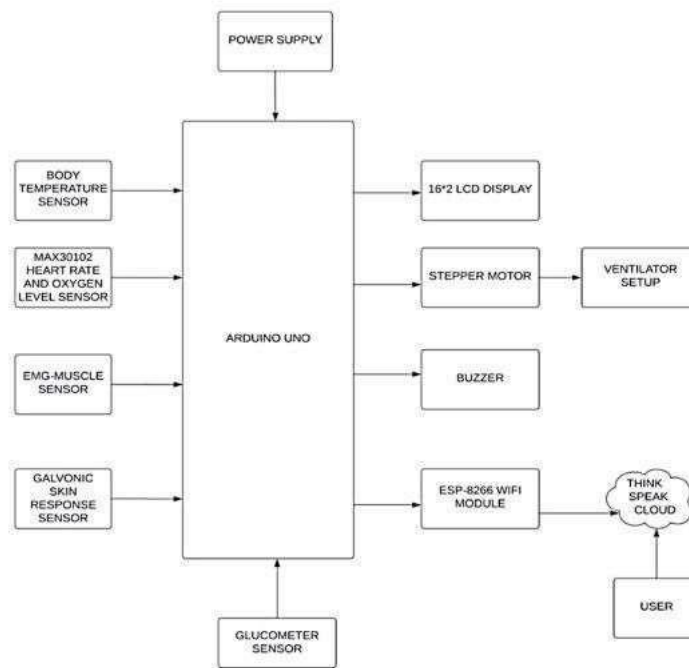 POWER SUPPLY
BODY
TEMPERATURE
SENSOR
16*2 LCD DISPLAY
MAX30102
HEART RATE
AND OXYGEN
LEVEL SENSOR
STEPPER MOTOR
VENTILATOR
SETUP
ARDUINO UNO
EMG-MUSCLE
SENSOR
BUZZER
GALVONIC
SKIN
RESPONSE
SENSOR
ESP-8266 WIFI
MODULE
THINK
SPEAK
CLOUD
USER
GLUCOMETER
SENSOR